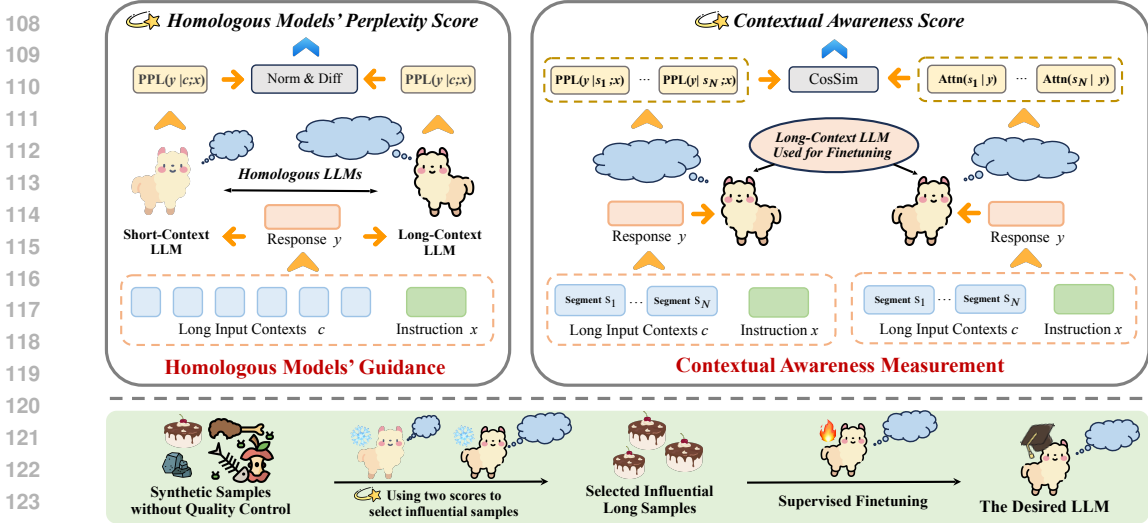 108
109
110
111
112
113
114
115
116
117
118
119
120
121
122
123
Homologous Models' Perplexity Score
PPL(y |c;x)
Norm & Diff
PPL(y |c;x)
Homologous LLMs
Short-Context
LLM
Response y
Long-Context
LLM
Long Input Contexts c
Instruction x
Homologous Models' Guidance
Contextual Awareness Score
PPL(y |s1 ;x) ... PPL(y| sN ;x)
CosSim
Attn(s1 | y) ... Attn(sN | y)
Long-Context LLM
Used for Finetuning
Response y
Response y
Segment S1 ... Segment SN
Long Input Contexts c
Instruction x
Segment S1 ... Segment SN
Long Input Contexts c
Instruction x
Contextual Awareness Measurement
Synthetic Samples
without Quality Control
Using two scores to
select influential samples
Selected Influential
Long Samples
Supervised Finetuning
The Desired LLM